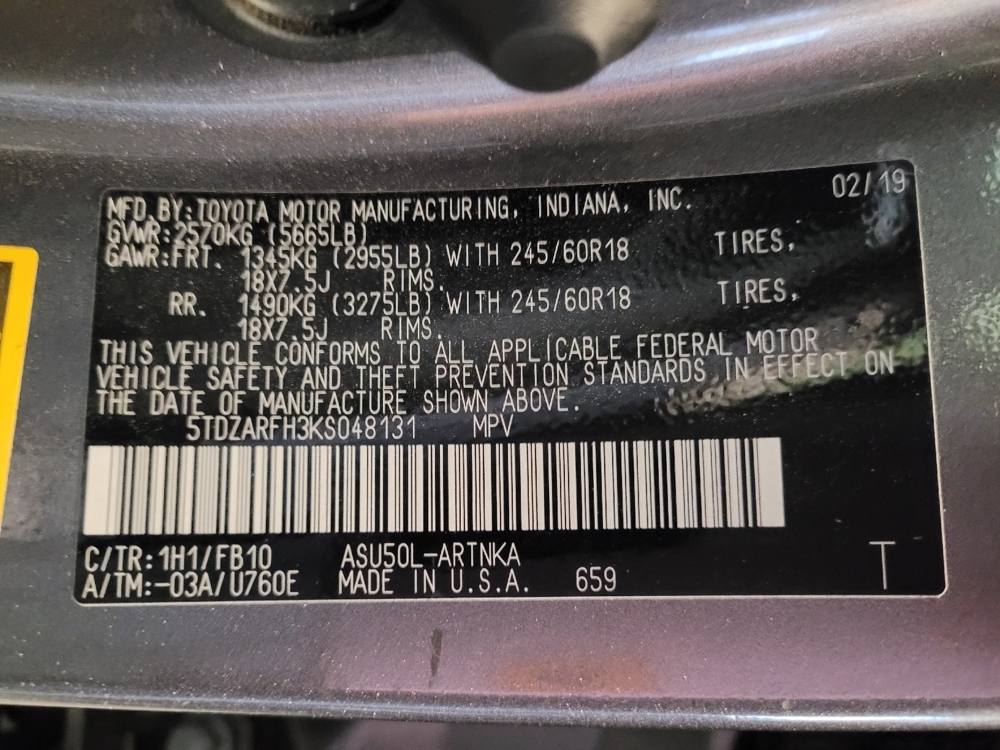 02/19
MFD.BY:TOYOTA MOTOR MANUFACTURING, INDIANA, INC.
GVWR:2570KG (5665LB)
GAWR:FRT. 1345KG (2955LB) WITH 245/60R18 TIRES,
18X7.5J RIMS.
RR. 1490KG (3275LB) WITH 245/60R18 TIRES,
18X7.5J RIMS.
THIS VEHICLE CONFORMS TO ALL APPLICABLE FEDERAL MOTOR
VEHICLE SAFETY AND THEFT PREVENTION STANDARDS IN EFFECT ON
THE DATE OF MANUFACTURE SHOWN ABOVE.
5TDZARFH3KS048131 MPV
C/TR:1H1/FB10 ASU50L-ARTNKA
A/TM:-03A/U760E MADE IN U.S.A. 659 T